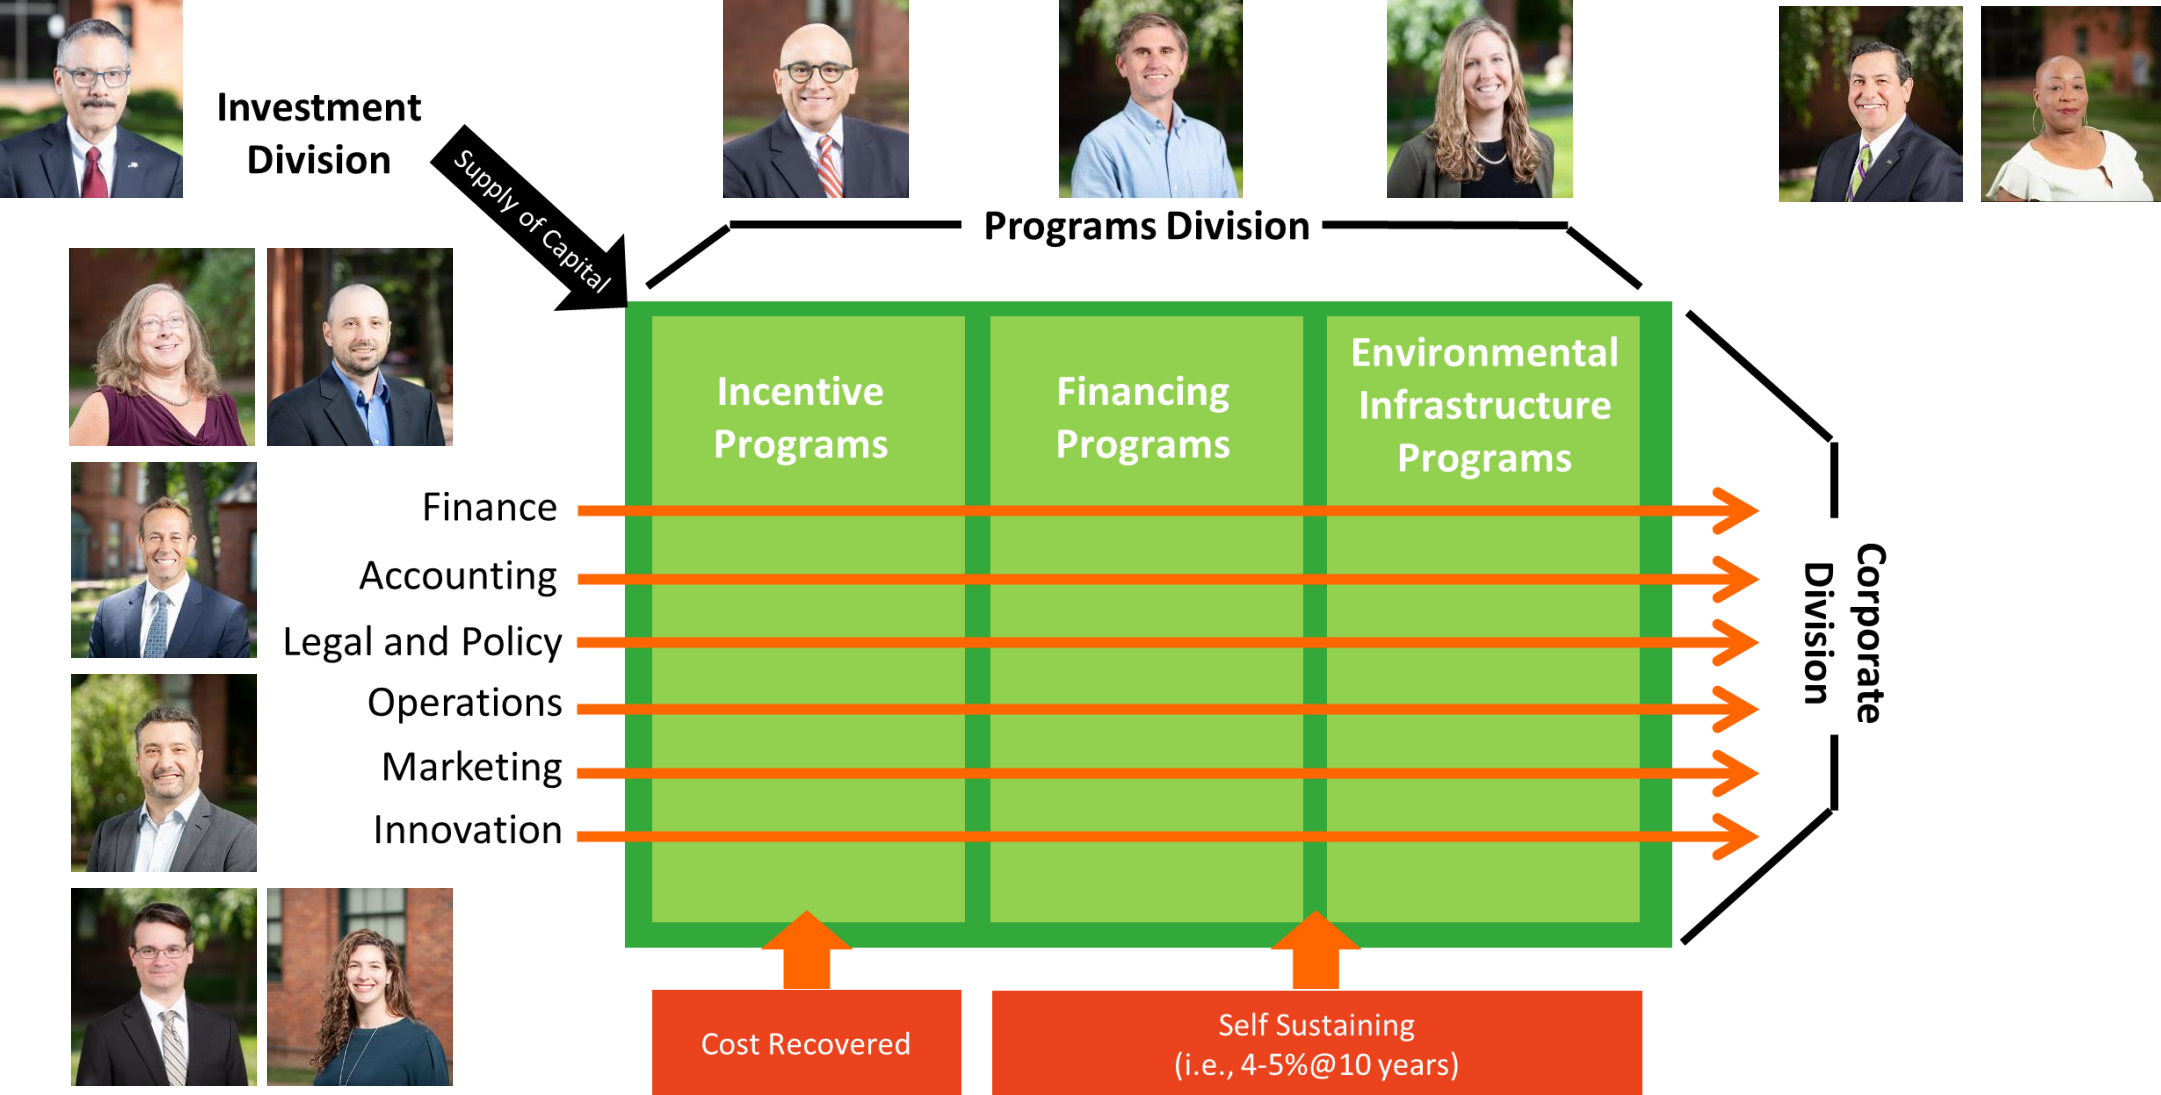 Investment
Division
Supply of Capital
Programs Division
Incentive
Programs
Financing
Programs
Environmental
Infrastructure
Programs
Finance
Accounting
Legal and Policy
Operations
Marketing
Innovation
Corporate
Division
Cost Recovered
Self Sustaining
(i.e., 4-5%@10 years)